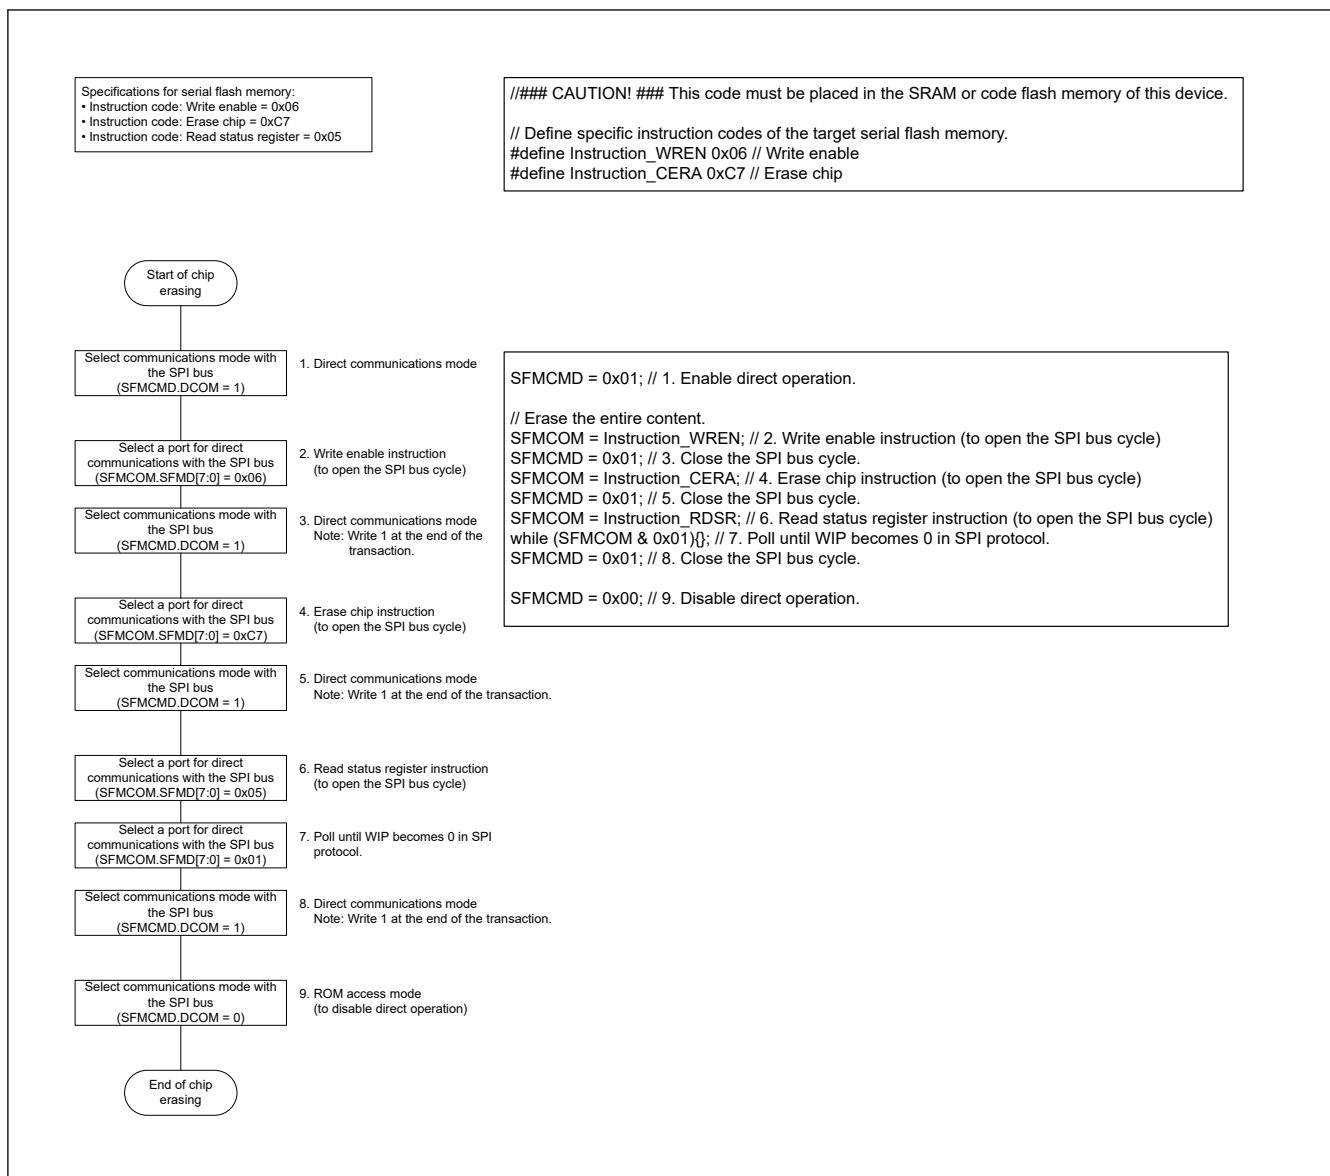 Specifications for serial flash memory:
• Instruction code: Write enable = 0x06
• Instruction code: Erase chip = 0xC7
• Instruction code: Read status register = 0x05
//### CAUTION! ### This code must be placed in the SRAM or code flash memory of this device.
// Define specific instruction codes of the target serial flash memory.
#define Instruction_WREN 0x06 // Write enable
#define Instruction_CERA 0xC7 // Erase chip
Start of chip
erasing
Select communications mode with
the SPI bus
(SFMCMD.DCOM = 1)
1. Direct communications mode
Select a port for direct
communications with the SPI bus
(SFMCOM.SFMD[7:0] = 0x06)
2. Write enable instruction
(to open the SPI bus cycle)
Select communications mode with
the SPI bus
(SFMCMD.DCOM = 1)
3. Direct communications mode
Note: Write 1 at the end of the
transaction.
Select a port for direct
communications with the SPI bus
(SFMCOM.SFMD[7:0] = 0xC7)
4. Erase chip instruction
(to open the SPI bus cycle)
Select communications mode with
the SPI bus
(SFMCMD.DCOM = 1)
5. Direct communications mode
Note: Write 1 at the end of the transaction.
Select a port for direct
communications with the SPI bus
(SFMCOM.SFMD[7:0] = 0x05)
6. Read status register instruction
(to open the SPI bus cycle)
Select a port for direct
communications with the SPI bus
(SFMCOM.SFMD[7:0] = 0x01)
7. Poll until WIP becomes 0 in SPI
protocol.
Select communications mode with
the SPI bus
(SFMCMD.DCOM = 1)
8. Direct communications mode
Note: Write 1 at the end of the transaction.
Select communications mode with
the SPI bus
(SFMCMD.DCOM = 0)
9. ROM access mode
(to disable direct operation)
End of chip
erasing
SFMCMD = 0x01; // 1. Enable direct operation.
// Erase the entire content.
SFMCOM = Instruction_WREN; // 2. Write enable instruction (to open the SPI bus cycle)
SFMCMD = 0x01; // 3. Close the SPI bus cycle.
SFMCOM = Instruction_CERA; // 4. Erase chip instruction (to open the SPI bus cycle)
SFMCMD = 0x01; // 5. Close the SPI bus cycle.
SFMCOM = Instruction_RDSR; // 6. Read status register instruction (to open the SPI bus cycle)
while (SFMCOM & 0x01){}; // 7. Poll until WIP becomes 0 in SPI protocol.
SFMCMD = 0x01; // 8. Close the SPI bus cycle.
SFMCMD = 0x00; // 9. Disable direct operation.